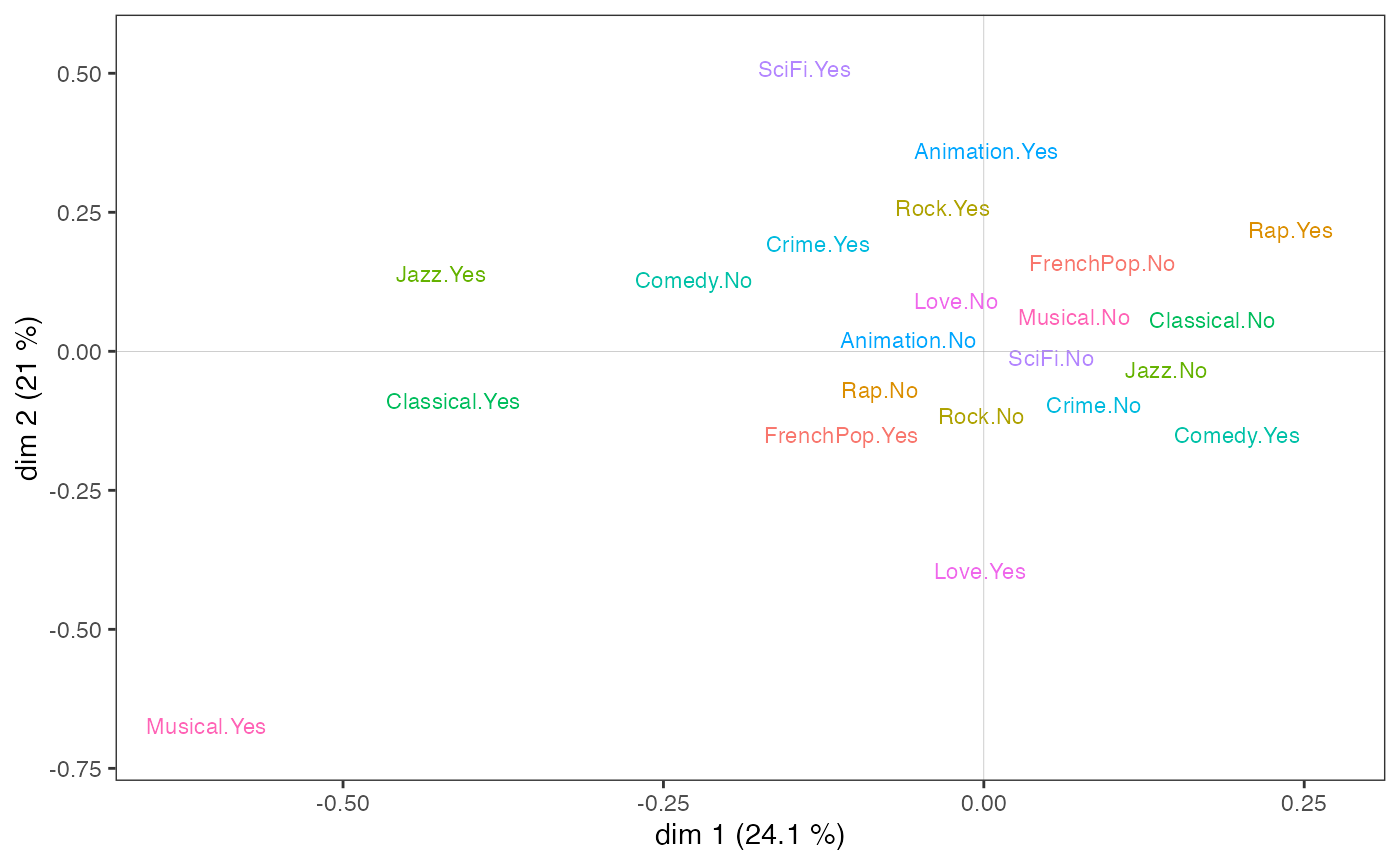 0.50
0.25
0.00
-0.25
-0.50
-0.75
dim 2 (21 %)
SciFi.Yes
Animation.Yes
Rock.Yes
Rap.Yes
Crime.Yes
FrenchPop.No
Jazz.Yes
Comedy.No
Love.No
Musical.No
Classical.No
Animation.No
SciFi.No
Jazz.No
Rap.No
Classical.Yes
Crime.No
Rock.No
FrenchPop.Yes
Comedy.Yes
Love.Yes
Musical.Yes
-0.50
-0.25
0.00
0.25
dim 1 (24.1 %)